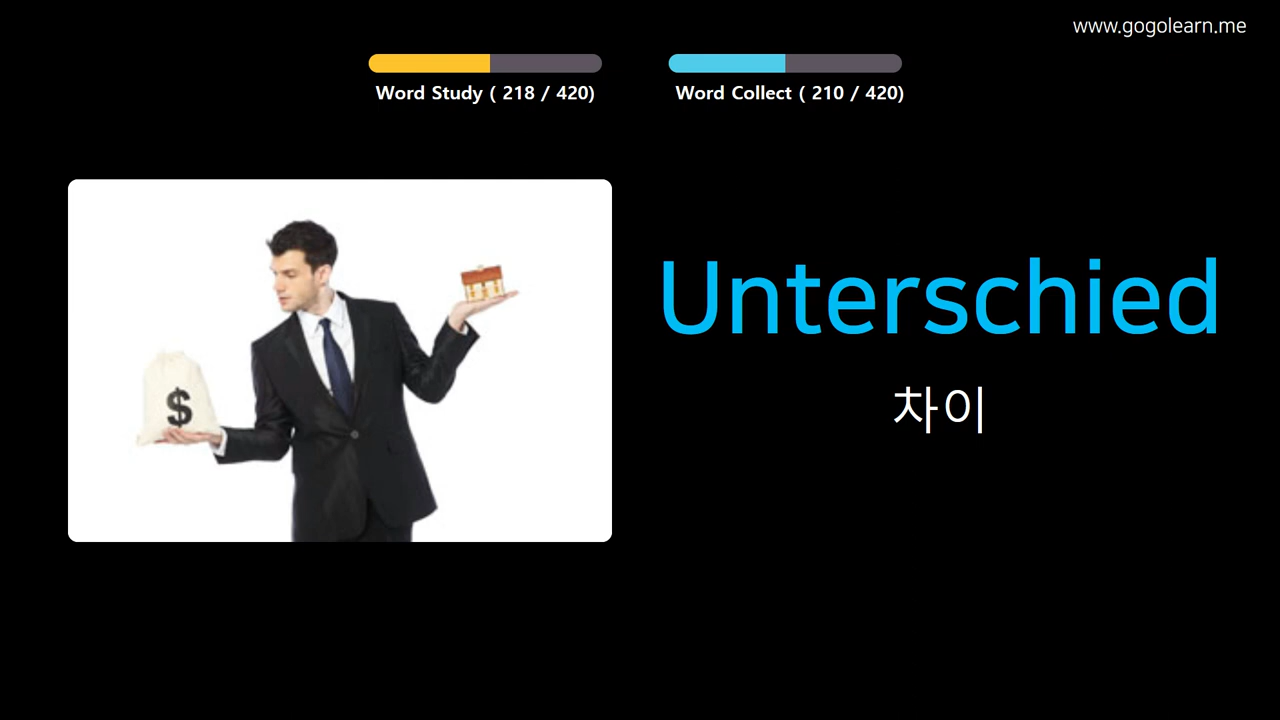 www.gogolearn.me
Word Study ( 218 / 420)
Word Collect ( 210 / 420)
$
Unterschied
차이